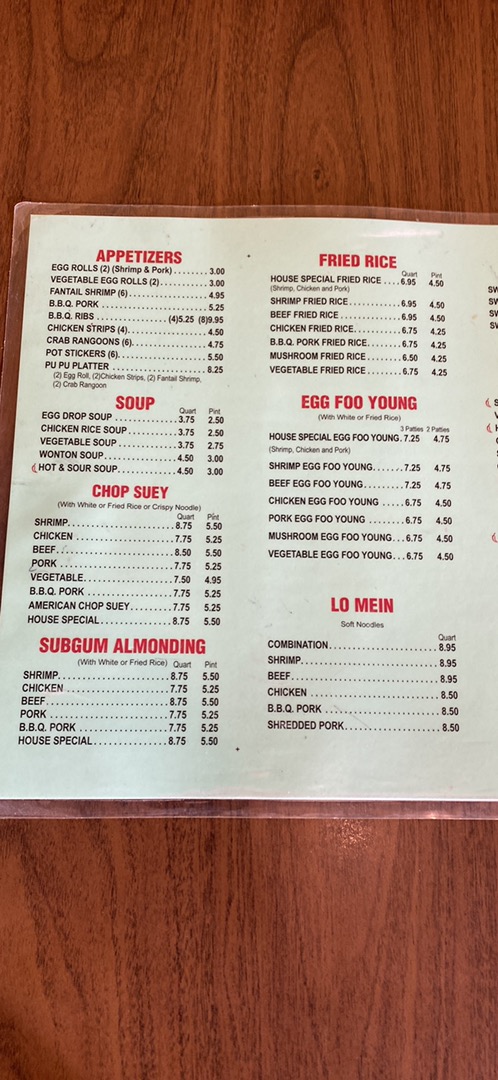 APPETIZERS
EGG ROLLS (2) (Shrimp & Pork) ......... 3.00
VEGETABLE EGG ROLLS (2) ............. 3.00
FANTAIL SHRIMP (6) ..................... 4.95
B.B.Q. PORK ............................ 5.25
B.B.Q. RIBS .................. (4)5.25 (8)9.95
CHICKEN STRIPS (4) ..................... 4.50
CRAB RANGOONS (6) ..................... 4.75
POT STICKERS (6) ....................... 5.50
PU PU PLATTER ......................... 8.25
(2) Egg Roll, (2)Chicken Strips, (2) Fantail Shrimp,
(2) Crab Rangoon
SOUP
Quart Pint
EGG DROP SOUP ............... 3.75 2.50
CHICKEN RICE SOUP ........... 3.75 2.50
VEGETABLE SOUP .............. 3.75 2.75
WONTON SOUP ................. 4.50 3.00
HOT & SOUR SOUP ............. 4.50 3.00
CHOP SUEY
(With White or Fried Rice or Crispy Noodle)
Quart Pint
SHRIMP ...................... 8.75 5.50
CHICKEN ..................... 7.75 5.25
BEEF ........................ 8.50 5.50
PORK ........................ 7.75 5.25
VEGETABLE ................... 7.50 4.95
B.B.Q. PORK ................. 7.75 5.25
AMERICAN CHOP SUEY .......... 7.75 5.25
HOUSE SPECIAL ............... 8.75 5.50
SUBGUM ALMONDING
(With White or Fried Rice) Quart Pint
SHRIMP ...................... 8.75 5.50
CHICKEN ..................... 7.75 5.25
BEEF ........................ 8.75 5.50
PORK ........................ 7.75 5.25
B.B.Q. PORK ................. 7.75 5.25
HOUSE SPECIAL ............... 8.75 5.50
FRIED RICE
Quart Pint
HOUSE SPECIAL FRIED RICE .... 6.95 4.50
(Shrimp, Chicken and Pork)
SHRIMP FRIED RICE ........... 6.95 4.50
BEEF FRIED RICE ............. 6.95 4.50
CHICKEN FRIED RICE .......... 6.75 4.25
B.B.Q. PORK FRIED RICE ...... 6.75 4.25
MUSHROOM FRIED RICE ......... 6.50 4.25
VEGETABLE FRIED RICE ........ 6.75 4.25
EGG FOO YOUNG
(With White or Fried Rice)
3 Patties 2 Patties
HOUSE SPECIAL EGG FOO YOUNG . 7.25 4.75
(Shrimp, Chicken and Pork)
SHRIMP EGG FOO YOUNG ....... 7.25 4.75
BEEF EGG FOO YOUNG ......... 7.25 4.75
CHICKEN EGG FOO YOUNG ...... 6.75 4.50
PORK EGG FOO YOUNG ......... 6.75 4.50
MUSHROOM EGG FOO YOUNG ... 6.75 4.50
VEGETABLE EGG FOO YOUNG ... 6.75 4.50
LO MEIN
Soft Noodles
Quart
COMBINATION ....................... 8.95
SHRIMP ............................ 8.95
BEEF .............................. 8.95
CHICKEN ........................... 8.50
B.B.Q. PORK ....................... 8.50
SHREDDED PORK ..................... 8.50